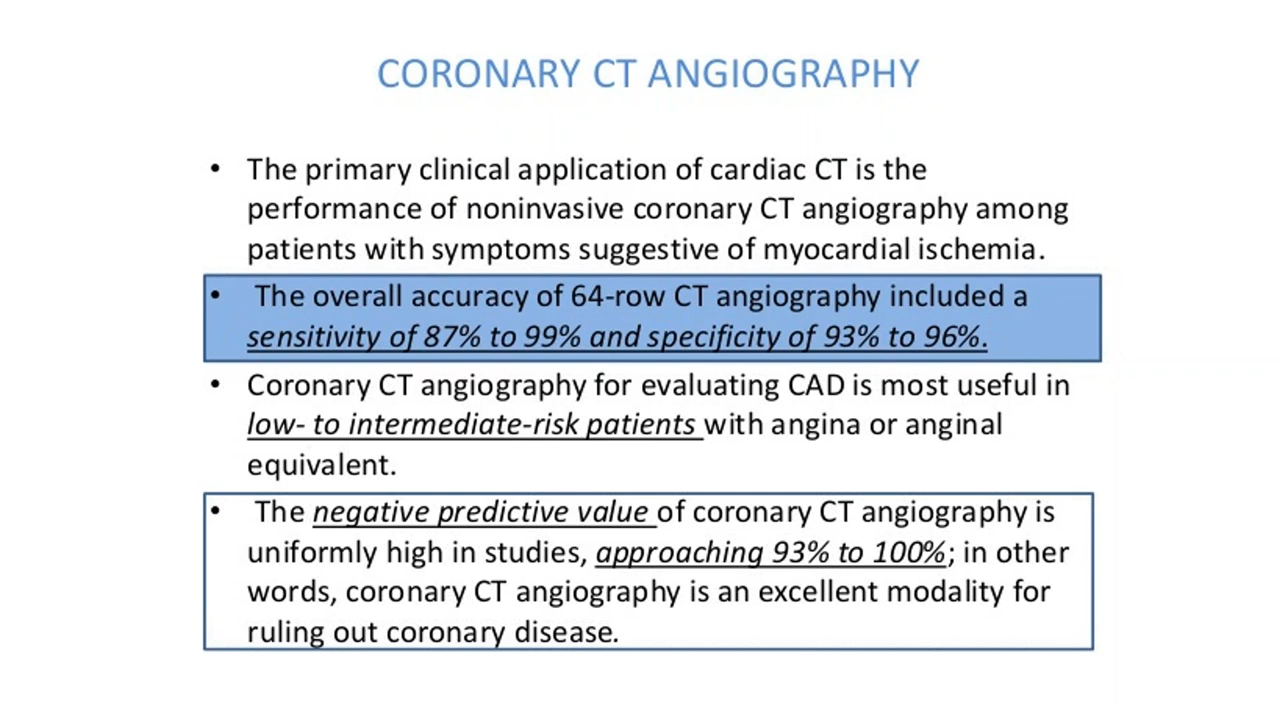 CORONARY CT ANGIOGRAPHY
• The primary clinical application of cardiac CT is the
performance of noninvasive coronary CT angiography among
patients with symptoms suggestive of myocardial ischemia.
• The overall accuracy of 64-row CT angiography included a
sensitivity of 87% to 99% and specificity of 93% to 96%.
• Coronary CT angiography for evaluating CAD is most useful in
low- to intermediate-risk patients with angina or anginal
equivalent.
• The negative predictive value of coronary CT angiography is
uniformly high in studies, approaching 93% to 100%; in other
words, coronary CT angiography is an excellent modality for
ruling out coronary disease.